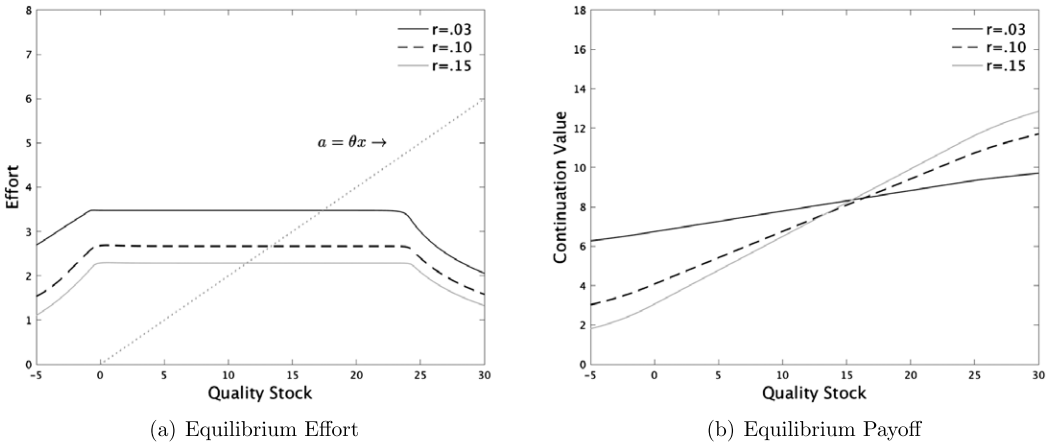 8
7
6
5
4
3
2
1
0
-5 0 5 10 15 20 25 30
Effort
Quality Stock
r=.03
r=.10
r=.15
a = θx →
(a) Equilibrium Effort
18
16
14
12
10
8
6
4
2
0
-5 0 5 10 15 20 25 30
Continuation Value
Quality Stock
r=.03
r=.10
r=.15
(b) Equilibrium Payoff